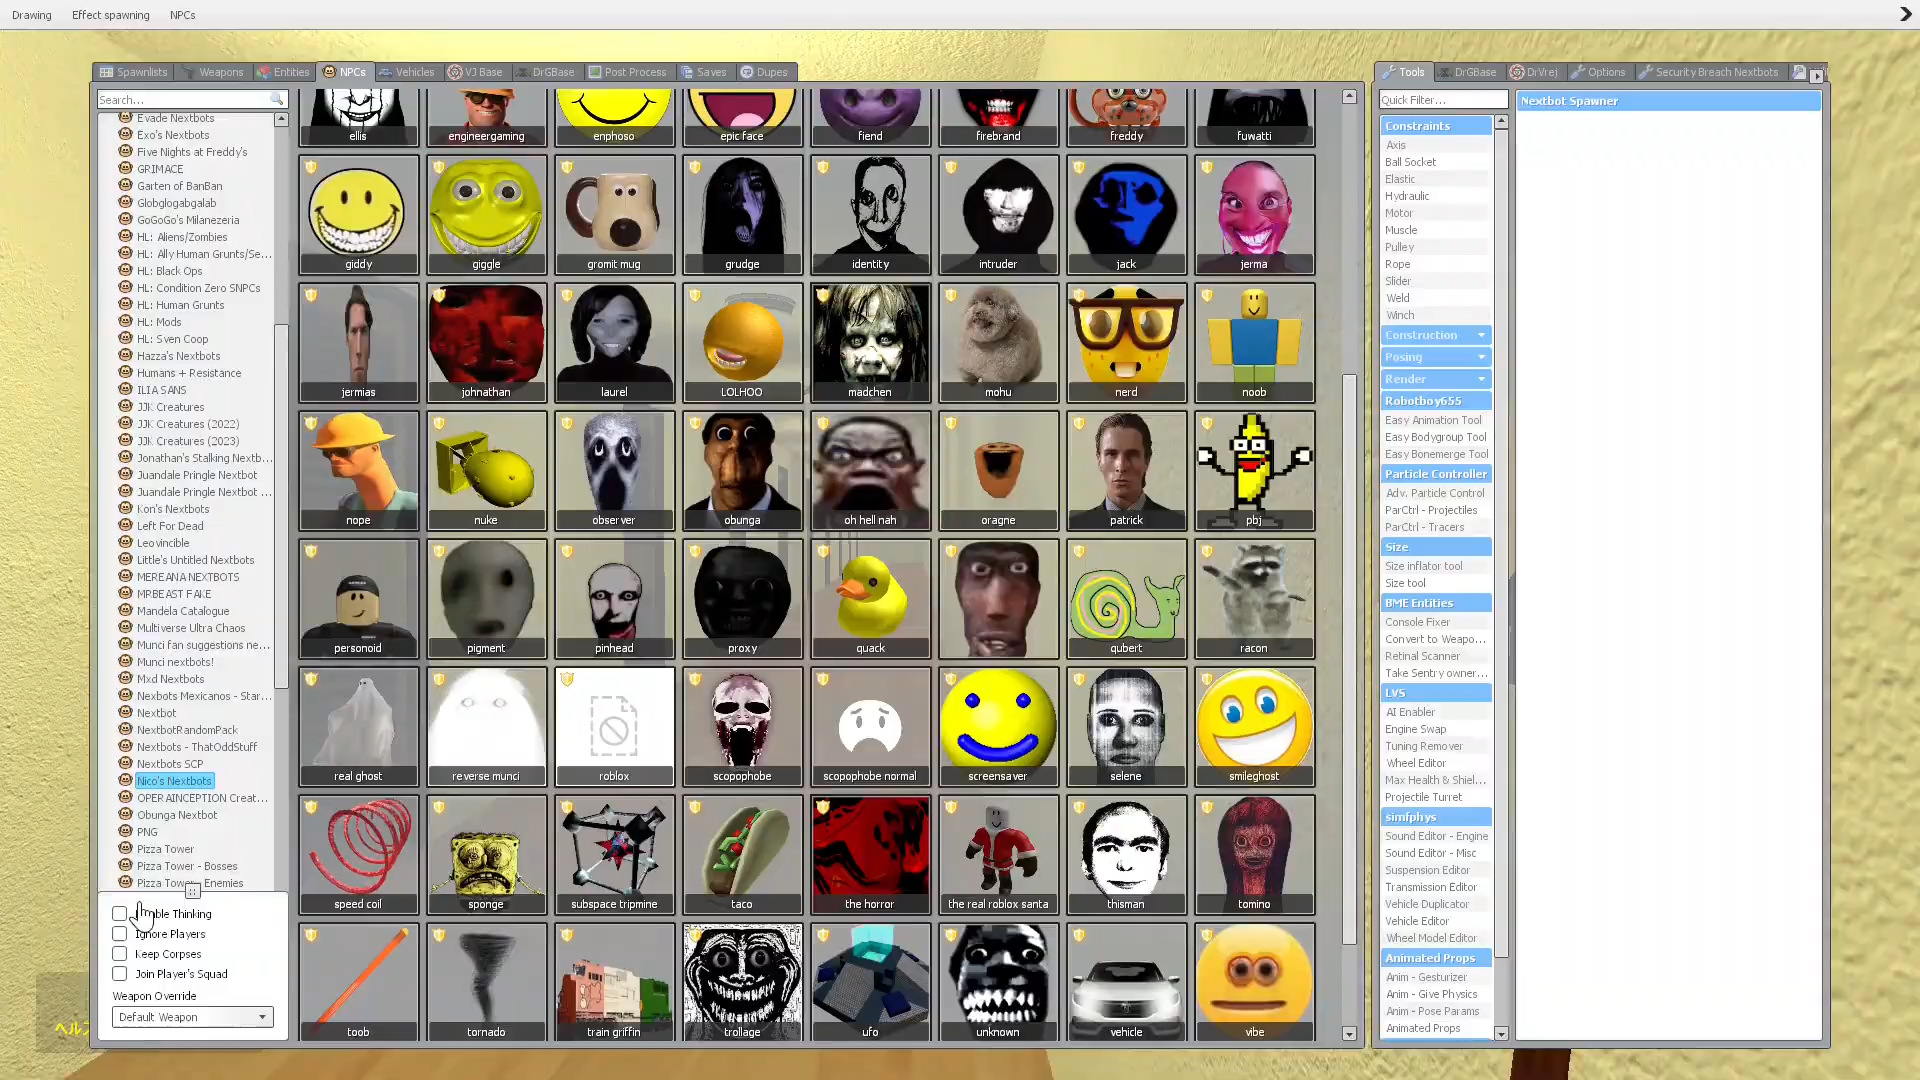 Drawing Effect spawning NPCs
Spawnlists Weapons Entities NPCs Vehicles VJ Base DrGBase Post Process Saves Dupes
Search...
Evade Nextbots
Exo's Nextbots
Five Nights at Freddy's
GRIMACE
Garten of BanBan
Globglogabgalab
GoGoGo's Milanezeria
HL: Aliens/Zombies
HL: Ally Human Grunts/Se...
HL: Black Ops
HL: Condition Zero SNPCs
HL: Human Grunts
HL: Mods
HL: Sven Coop
Hazza's Nextbots
Humans + Resistance
ILIA SANS
JJK Creatures
JJK Creatures (2022)
JJK Creatures (2023)
Jonathan's Stalking Nextb...
Juandale Pringle Nextbot
Juandale Pringle Nextbot ...
Kon's Nextbots
Left For Dead
Leovincible
Little's Untitled Nextbots
MEREANA NEXTBOTS
MRBEAST FAKE
Mandela Catalogue
Multiverse Ultra Chaos
Munci fan suggestions ne...
Munci nextbots!
Mxd Nextbots
Nexbots Mexicanos - Star...
Nextbot
NextbotRandomPack
Nextbots - ThatOddStuff
Nextbots SCP
Nico's Nextbots
OPERAINCEPTION Creat...
Obunga Nextbot
PNG
Pizza Tower
Pizza Tower - Bosses
Enemies
Thinking
Ignore Players
Keep Corpses
Join Player's Squad
Weapon Override
Default Weapon
ヘル
ellis engineergaming enphoso epic face fiend firebrand freddy fuwatti
giddy giggle gromit mug grudge identity intruder jack jerma
jermias johnathan laurel LOLHOO madchen mohu nerd noob
nope nuke observer obunga oh hell nah oragne patrick pbj
personoid pigment pinhead proxy quack qubert racon
real ghost reverse munci roblox scopophobe scopophobe normal screensaver selene smileghost
speed coil sponge subspace tripmine taco the horror the real roblox santa thisman tomino
toob tornado train griffin trollage ufo unknown vehicle vibe
Tools DrGBase DrVrej Options Security Breach Nextbots
Quick Filter...
Constraints
Axis
Ball Socket
Elastic
Hydraulic
Motor
Muscle
Pulley
Rope
Slider
Weld
Winch
Construction
Posing
Render
Robotboy655
Easy Animation Tool
Easy Bodygroup Tool
Easy Bonemerge Tool
Particle Controller
Adv. Particle Control
ParCtrl - Projectiles
ParCtrl - Tracers
Size
Size inflator tool
Size tool
BME Entities
Console Fixer
Convert to Weapo...
Retinal Scanner
Take Sentry owner...
LVS
AI Enabler
Engine Swap
Tuning Remover
Wheel Editor
Max Health & Shiel...
Projectile Turret
simfphys
Sound Editor - Engine
Sound Editor - Misc
Suspension Editor
Transmission Editor
Vehicle Duplicator
Vehicle Editor
Wheel Model Editor
Animated Props
Anim - Gesturizer
Anim - Give Physics
Anim - Pose Params
Animated Props
Nextbot Spawner